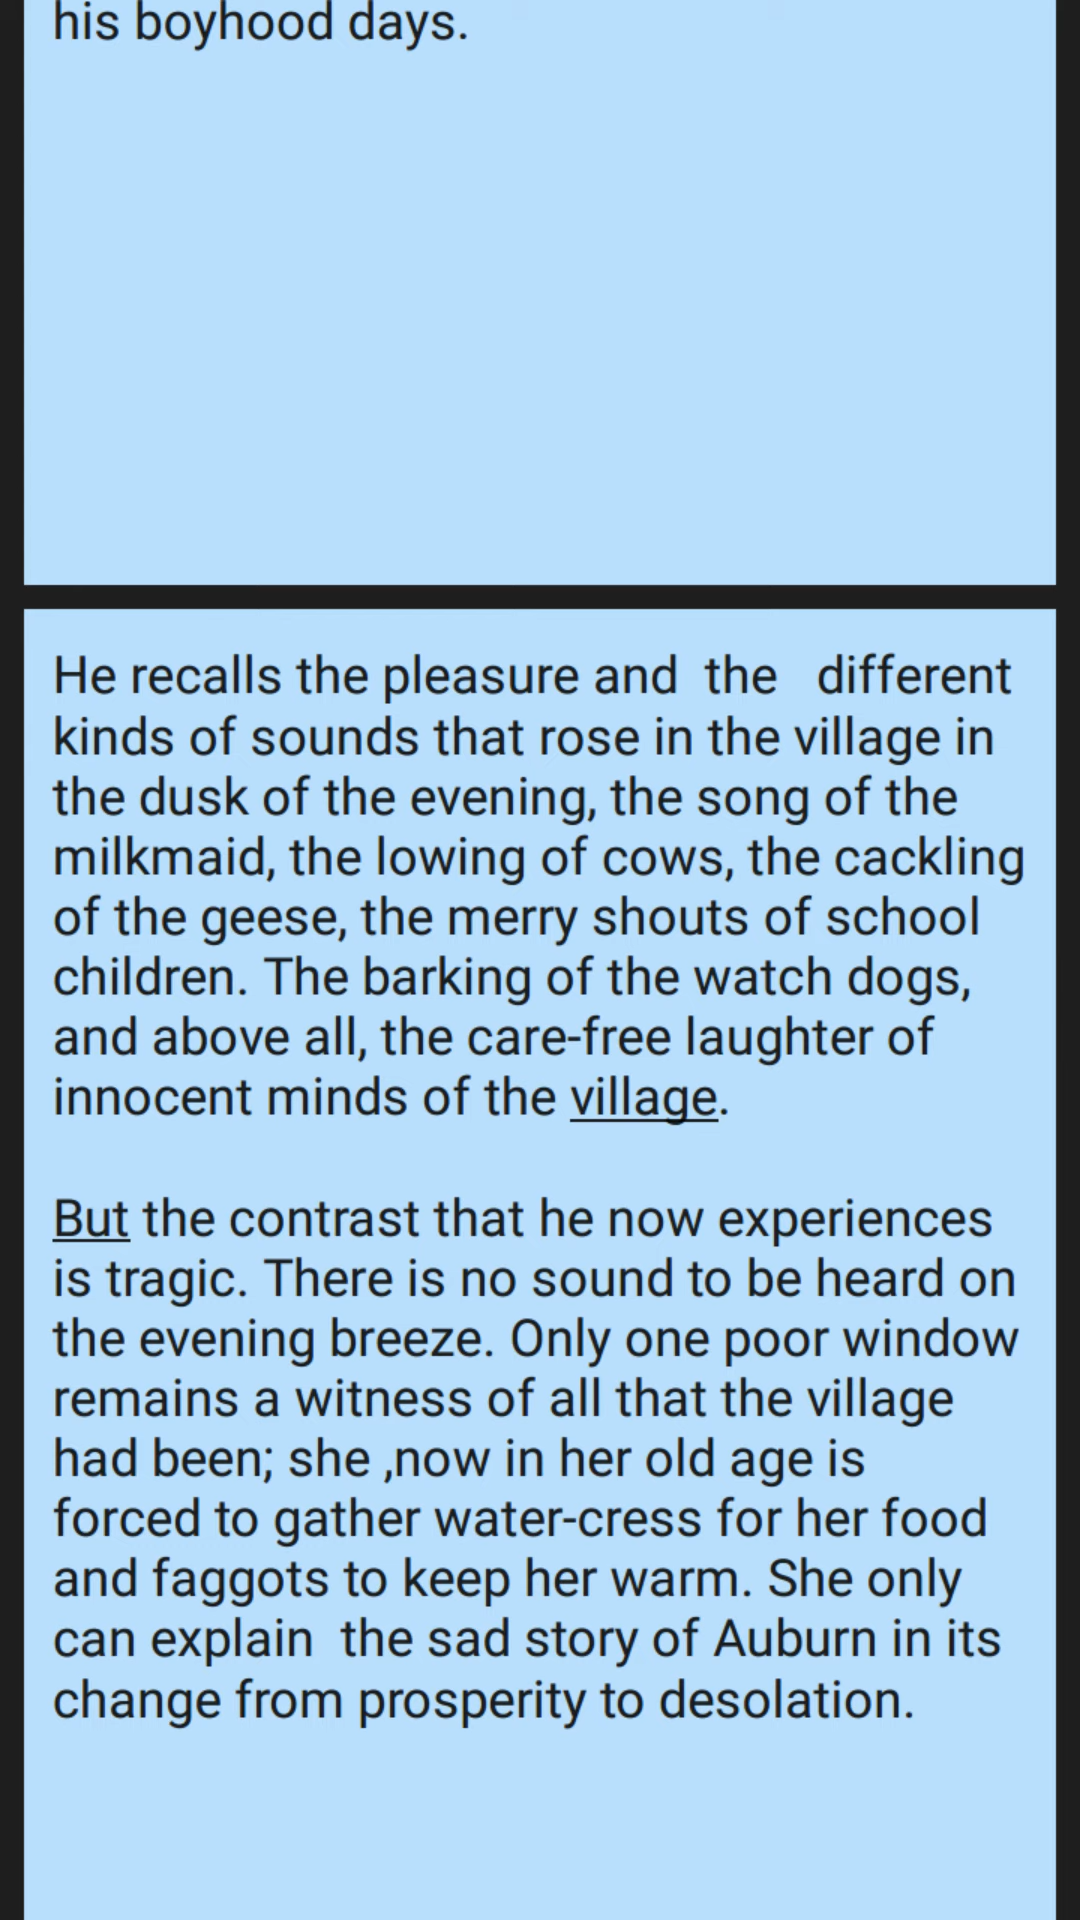 his boyhood days.
He recalls the pleasure and  the   different
kinds of sounds that rose in the village in
the dusk of the evening, the song of the
milkmaid, the lowing of cows, the cackling
of the geese, the merry shouts of school
children. The barking of the watch dogs,
and above all, the care-free laughter of
innocent minds of the village.
But the contrast that he now experiences
is tragic. There is no sound to be heard on
the evening breeze. Only one poor window
remains a witness of all that the village
had been; she ,now in her old age is
forced to gather water-cress for her food
and faggots to keep her warm. She only
can explain  the sad story of Auburn in its
change from prosperity to desolation.